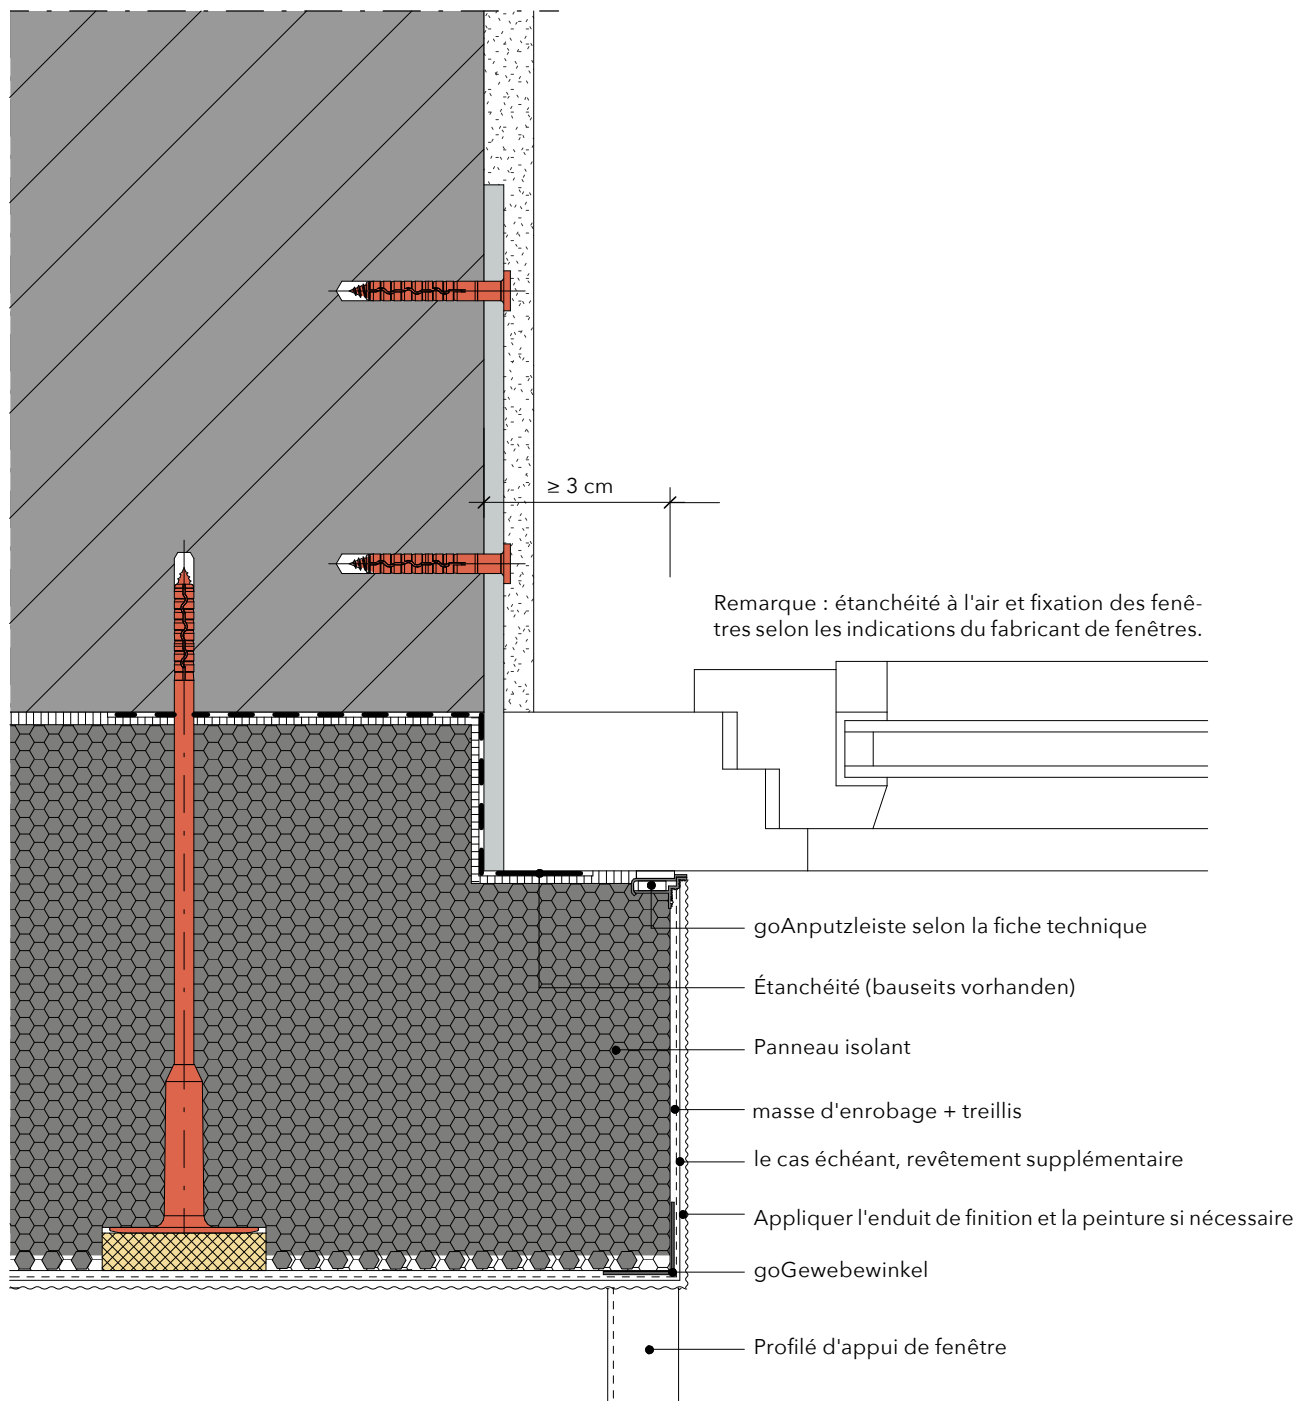 ≥ 3 cm
Remarque : étanchéité à l'air et fixation des fenê-
tres selon les indications du fabricant de fenêtres.
goAnputzleiste selon la fiche technique
Étanchéité (bauseits vorhanden)
Panneau isolant
masse d'enrobage + treillis
le cas échéant, revêtement supplémentaire
Appliquer l'enduit de finition et la peinture si nécessaire
goGewebewinkel
Profilé d'appui de fenêtre